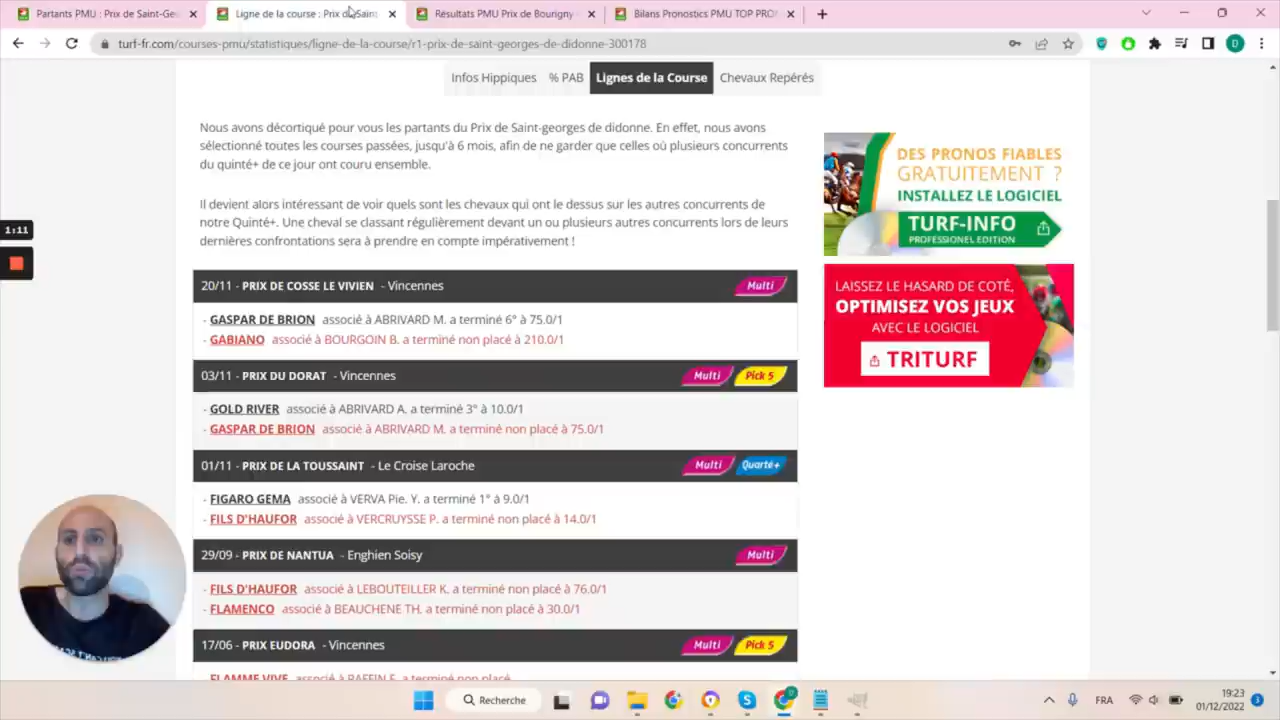 Partants PMU : Prix de Saint-Ge
Ligne de la course : Prix de Sain
Résultats PMU Prix de Bourigny
Bilans Pronostics PMU TOP PRO
turf-fr.com/courses-pmu/statistiques/ligne-de-la-course/r1-prix-de-saint-georges-de-didonne-300178
D
Infos Hippiques % PAB Lignes de la Course Chevaux Repérés
Nous avons décortiqué pour vous les partants du Prix de Saint-georges de didonne. En effet, nous avons
sélectionné toutes les courses passées, jusqu'à 6 mois, afin de ne garder que celles où plusieurs concurrents
du quinté+ de ce jour ont couru ensemble.
Il devient alors intéressant de voir quels sont les chevaux qui ont le dessus sur les autres concurrents de
notre Quinté+. Une cheval se classant régulièrement devant un ou plusieurs autres concurrents lors de leurs
dernières confrontations sera à prendre en compte impérativement !
DES PRONOS FIABLES
GRATUITEMENT ?
INSTALLEZ LE LOGICIEL
TURF-INFO
PROFESSIONEL EDITION
LAISSEZ LE HASARD DE COTÉ,
OPTIMISEZ VOS JEUX
AVEC LE LOGICIEL
TRITURF
1:11
20/11 - PRIX DE COSSE LE VIVIEN - Vincennes Multi
- GASPAR DE BRION associé à ABRIVARD M. a terminé 6° à 75.0/1
- GABIANO associé à BOURGOIN B. a terminé non placé à 210.0/1
03/11 - PRIX DU DORAT - Vincennes Multi Pick 5
- GOLD RIVER associé à ABRIVARD A. a terminé 3° à 10.0/1
- GASPAR DE BRION associé à ABRIVARD M. a terminé non placé à 75.0/1
01/11 - PRIX DE LA TOUSSAINT - Le Croise Laroche Multi Quarté+
- FIGARO GEMA associé à VERVA Pie. Y. a terminé 1° à 9.0/1
- FILS D'HAUFOR associé à VERCRUYSSE P. a terminé non placé à 14.0/1
29/09 - PRIX DE NANTUA - Enghien Soisy Multi
- FILS D'HAUFOR associé à LEBOUTEILLER K. a terminé non placé à 76.0/1
- FLAMENCO associé à BEAUCHENE TH. a terminé non placé à 30.0/1
17/06 - PRIX EUDORA - Vincennes Multi Pick 5
- FLAMME VIVE associé à RAFFIN E. a terminé non placé
Recherche
FRA
19:23
01/12/2022